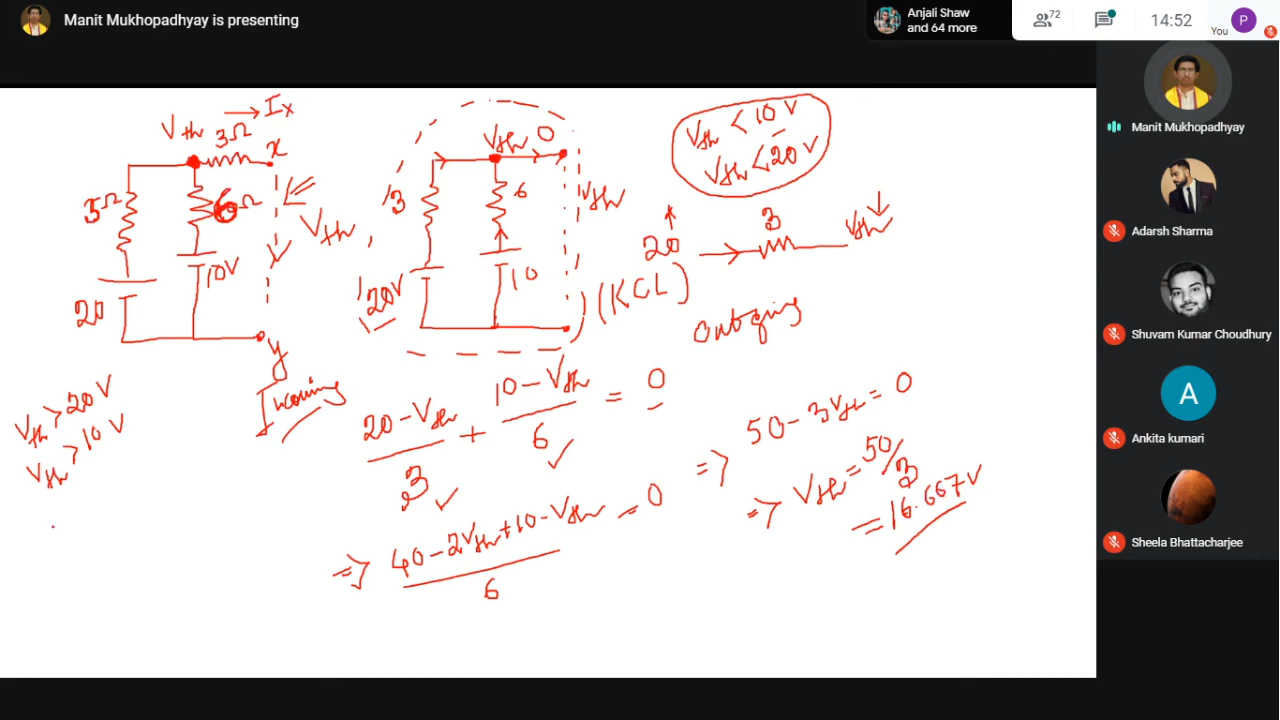 Manit Mukhopadhyay is presenting
Anjali Shaw
and 64 more
72
14:52
You
P
Manit Mukhopadhyay
Adarsh Sharma
Shuvam Kumar Choudhury
A
Ankita kumari
Sheela Bhattacharjee
→ Ix
Vth 3Ω x
3Ω
6Ω
Vth
10V
20
y
Vth 0
3
6
Vth
20V
10
(KCL)
Vth < 10 V
Vth < 20 V
20 3 Vth
Outgoing
Incoming
Vth > 20 V
Vth > 10 V
20 - Vth / 3 + 10 - Vth / 6 = 0
=> 40 - 2Vth + 10 - Vth / 6 = 0
=> 50 - 3Vth = 0
=> Vth = 50/3
= 16.667 V